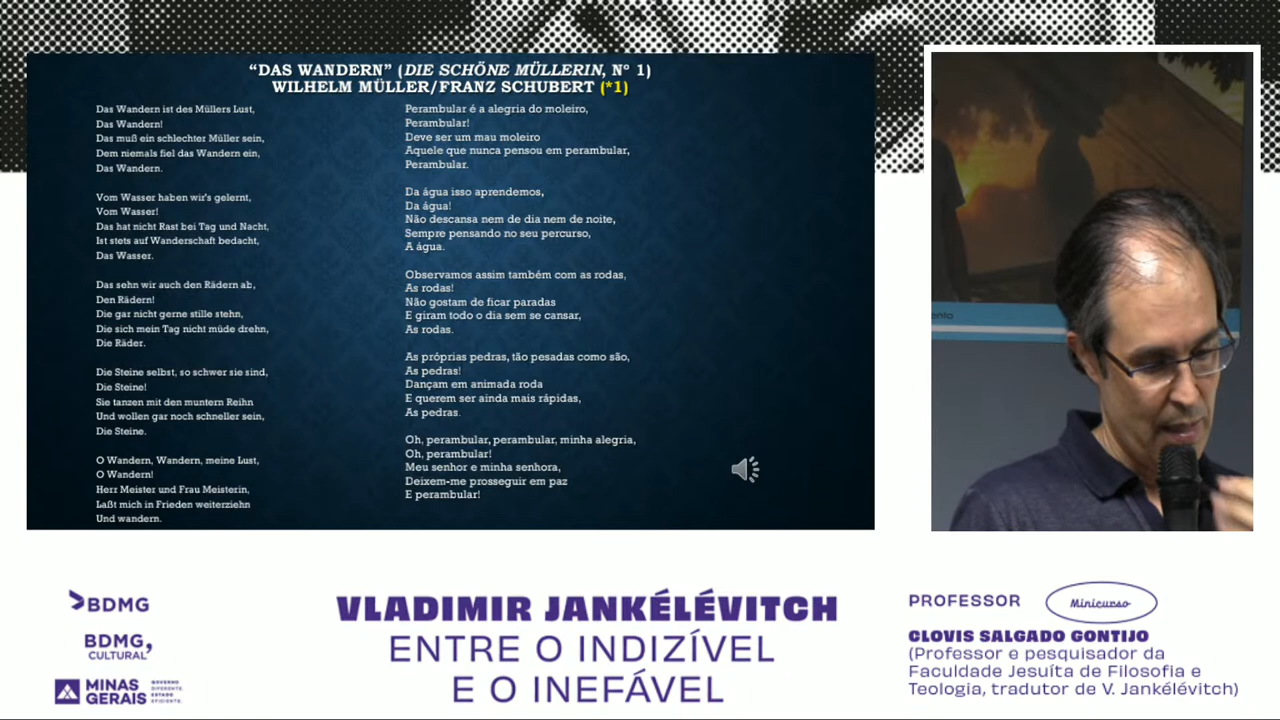 “DAS WANDERN” (DIE SCHÖNE MÜLLERIN, Nº 1)
WILHELM MÜLLER/FRANZ SCHUBERT (*1)
Das Wandern ist des Müllers Lust,
Das Wandern!
Das muß ein schlechter Müller sein,
Dem niemals fiel das Wandern ein,
Das Wandern.
Vom Wasser haben wir's gelernt,
Vom Wasser!
Das hat nicht Rast bei Tag und Nacht,
Ist stets auf Wanderschaft bedacht,
Das Wasser.
Das sehn wir auch den Rädern ab,
Den Rädern!
Die gar nicht gerne stille stehn,
Die sich mein Tag nicht müde drehn,
Die Räder.
Die Steine selbst, so schwer sie sind,
Die Steine!
Sie tanzen mit den muntern Reihn
Und wollen gar noch schneller sein,
Die Steine.
O Wandern, Wandern, meine Lust,
O Wandern!
Herr Meister und Frau Meisterin,
Laßt mich in Frieden weiterziehn
Und wandern.
Perambular é a alegria do moleiro,
Perambular!
Deve ser um mau moleiro
Aquele que nunca pensou em perambular,
Perambular.
Da água isso aprendemos,
Da água!
Não descansa nem de dia nem de noite,
Sempre pensando no seu percurso,
A água.
Observamos assim também com as rodas,
As rodas!
Não gostam de ficar paradas
E giram todo o dia sem se cansar,
As rodas.
As próprias pedras, tão pesadas como são,
As pedras!
Dançam em animada roda
E querem ser ainda mais rápidas,
As pedras.
Oh, perambular, perambular, minha alegria,
Oh, perambular!
Meu senhor e minha senhora,
Deixem-me prosseguir em paz
E perambular!
ento
BDMG
BDMG,
CULTURAL
MINAS
GERAIS
GOVERNO
DIFERENTE.
ESTADO
EFICIENTE.
VLADIMIR JANKÉLÉVITCH
ENTRE O INDIZÍVEL
E O INEFÁVEL
PROFESSOR
Minicurso
CLOVIS SALGADO GONTIJO
(Professor e pesquisador da
Faculdade Jesuíta de Filosofia e
Teologia, tradutor de V. Jankélévitch)